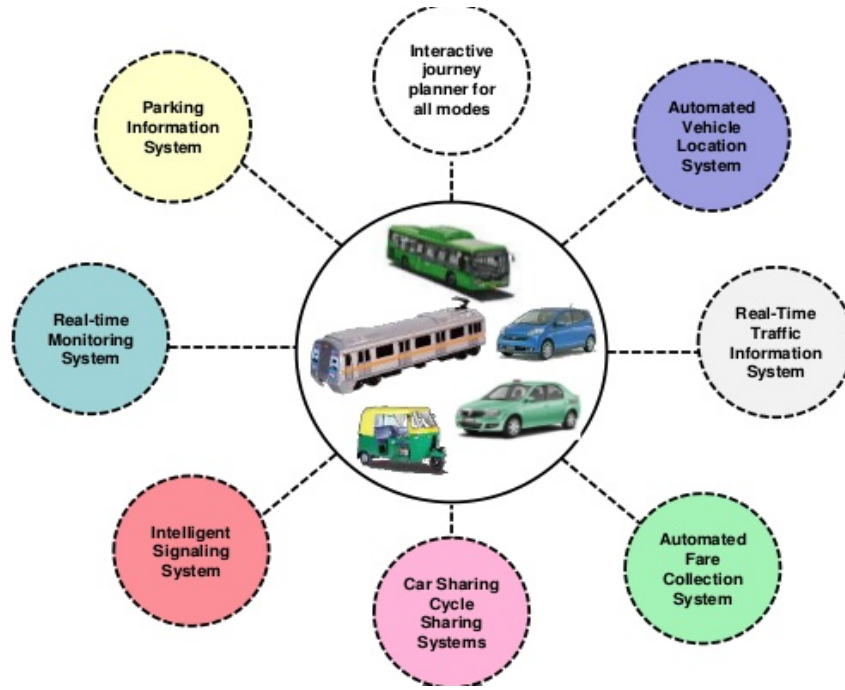 Interactive
journey
planner for
all modes
Parking
Information
System
Automated
Vehicle
Location
System
Real-time
Monitoring
System
Real-Time
Traffic
Information
System
Intelligent
Signaling
System
Car Sharing
Cycle
Sharing
Systems
Automated
Fare
Collection
System